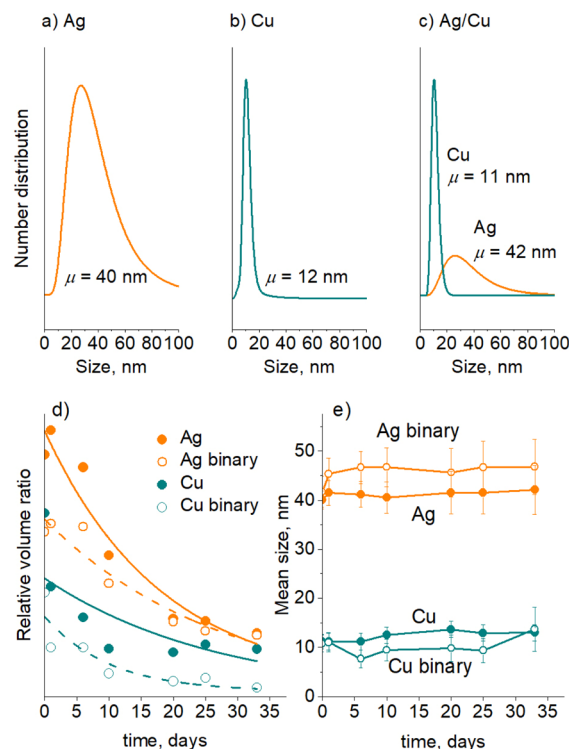 a) Ag
b) Cu
c) Ag/Cu
Number distribution
μ = 40 nm
μ = 12 nm
Cu
μ = 11 nm
Ag
μ = 42 nm
0 20 40 60 80 100
0 20 40 60 80 100
0 20 40 60 80 100
Size, nm
Size, nm
Size, nm
d)
Ag
Ag binary
Cu
Cu binary
Relative volume ratio
0 5 10 15 20 25 30 35
time, days
e)
Ag binary
Ag
Cu
Cu binary
Mean size, nm
50
40
30
20
10
0
0 5 10 15 20 25 30 35
time, days